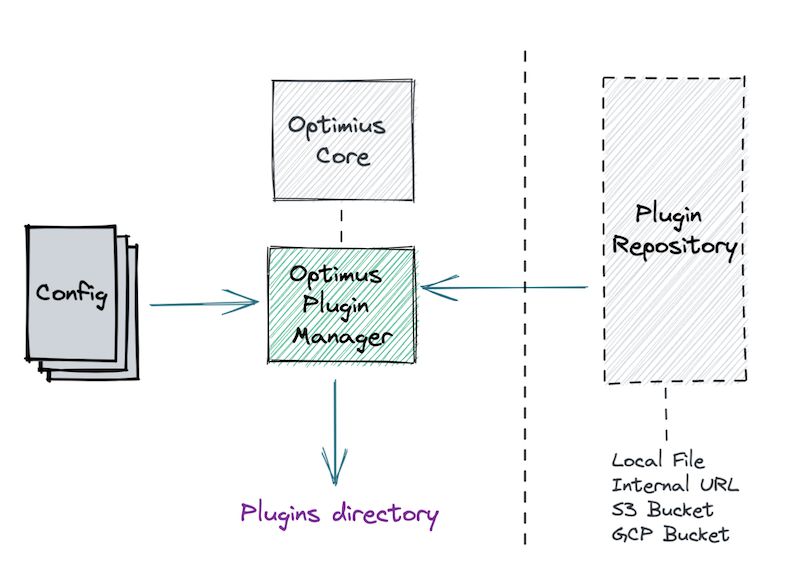 Optimius
Core
Plugin
Repository
Config
Optimus
Plugin
Manager
Plugins directory
Local File
Internal URL
S3 Bucket
GCP Bucket